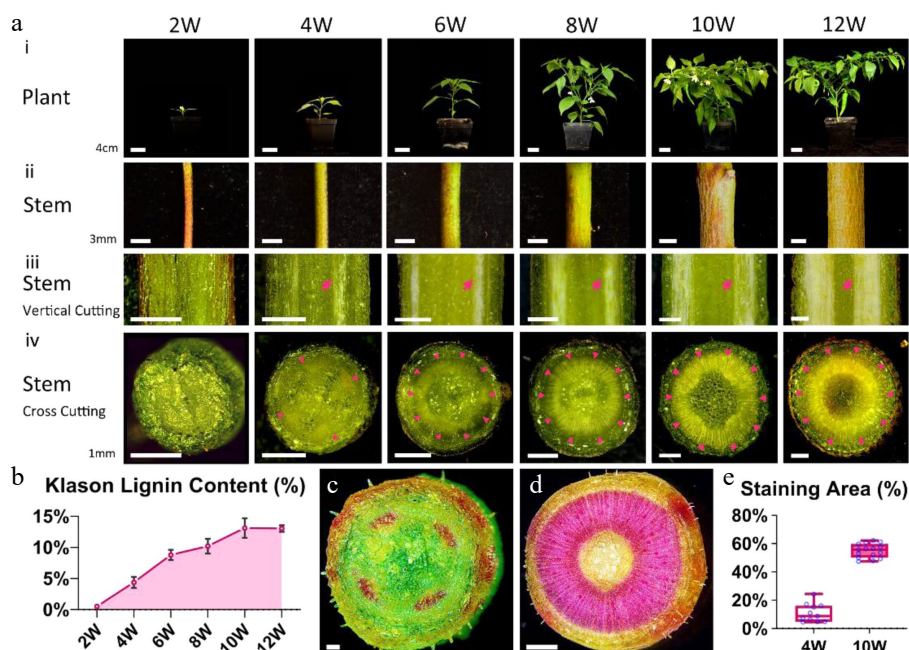 a
2W 4W 6W 8W 10W 12W
i
Plant
4cm
ii
Stem
3mm
iii
Stem
Vertical Cutting
iv
Stem
Cross Cutting
1mm
b
Klason Lignin Content (%)
15%
10%
5%
0%
2W 4W 6W 8W 10W 12W
c
d
e
Staining Area (%)
80%
60%
40%
20%
0%
4W 10W